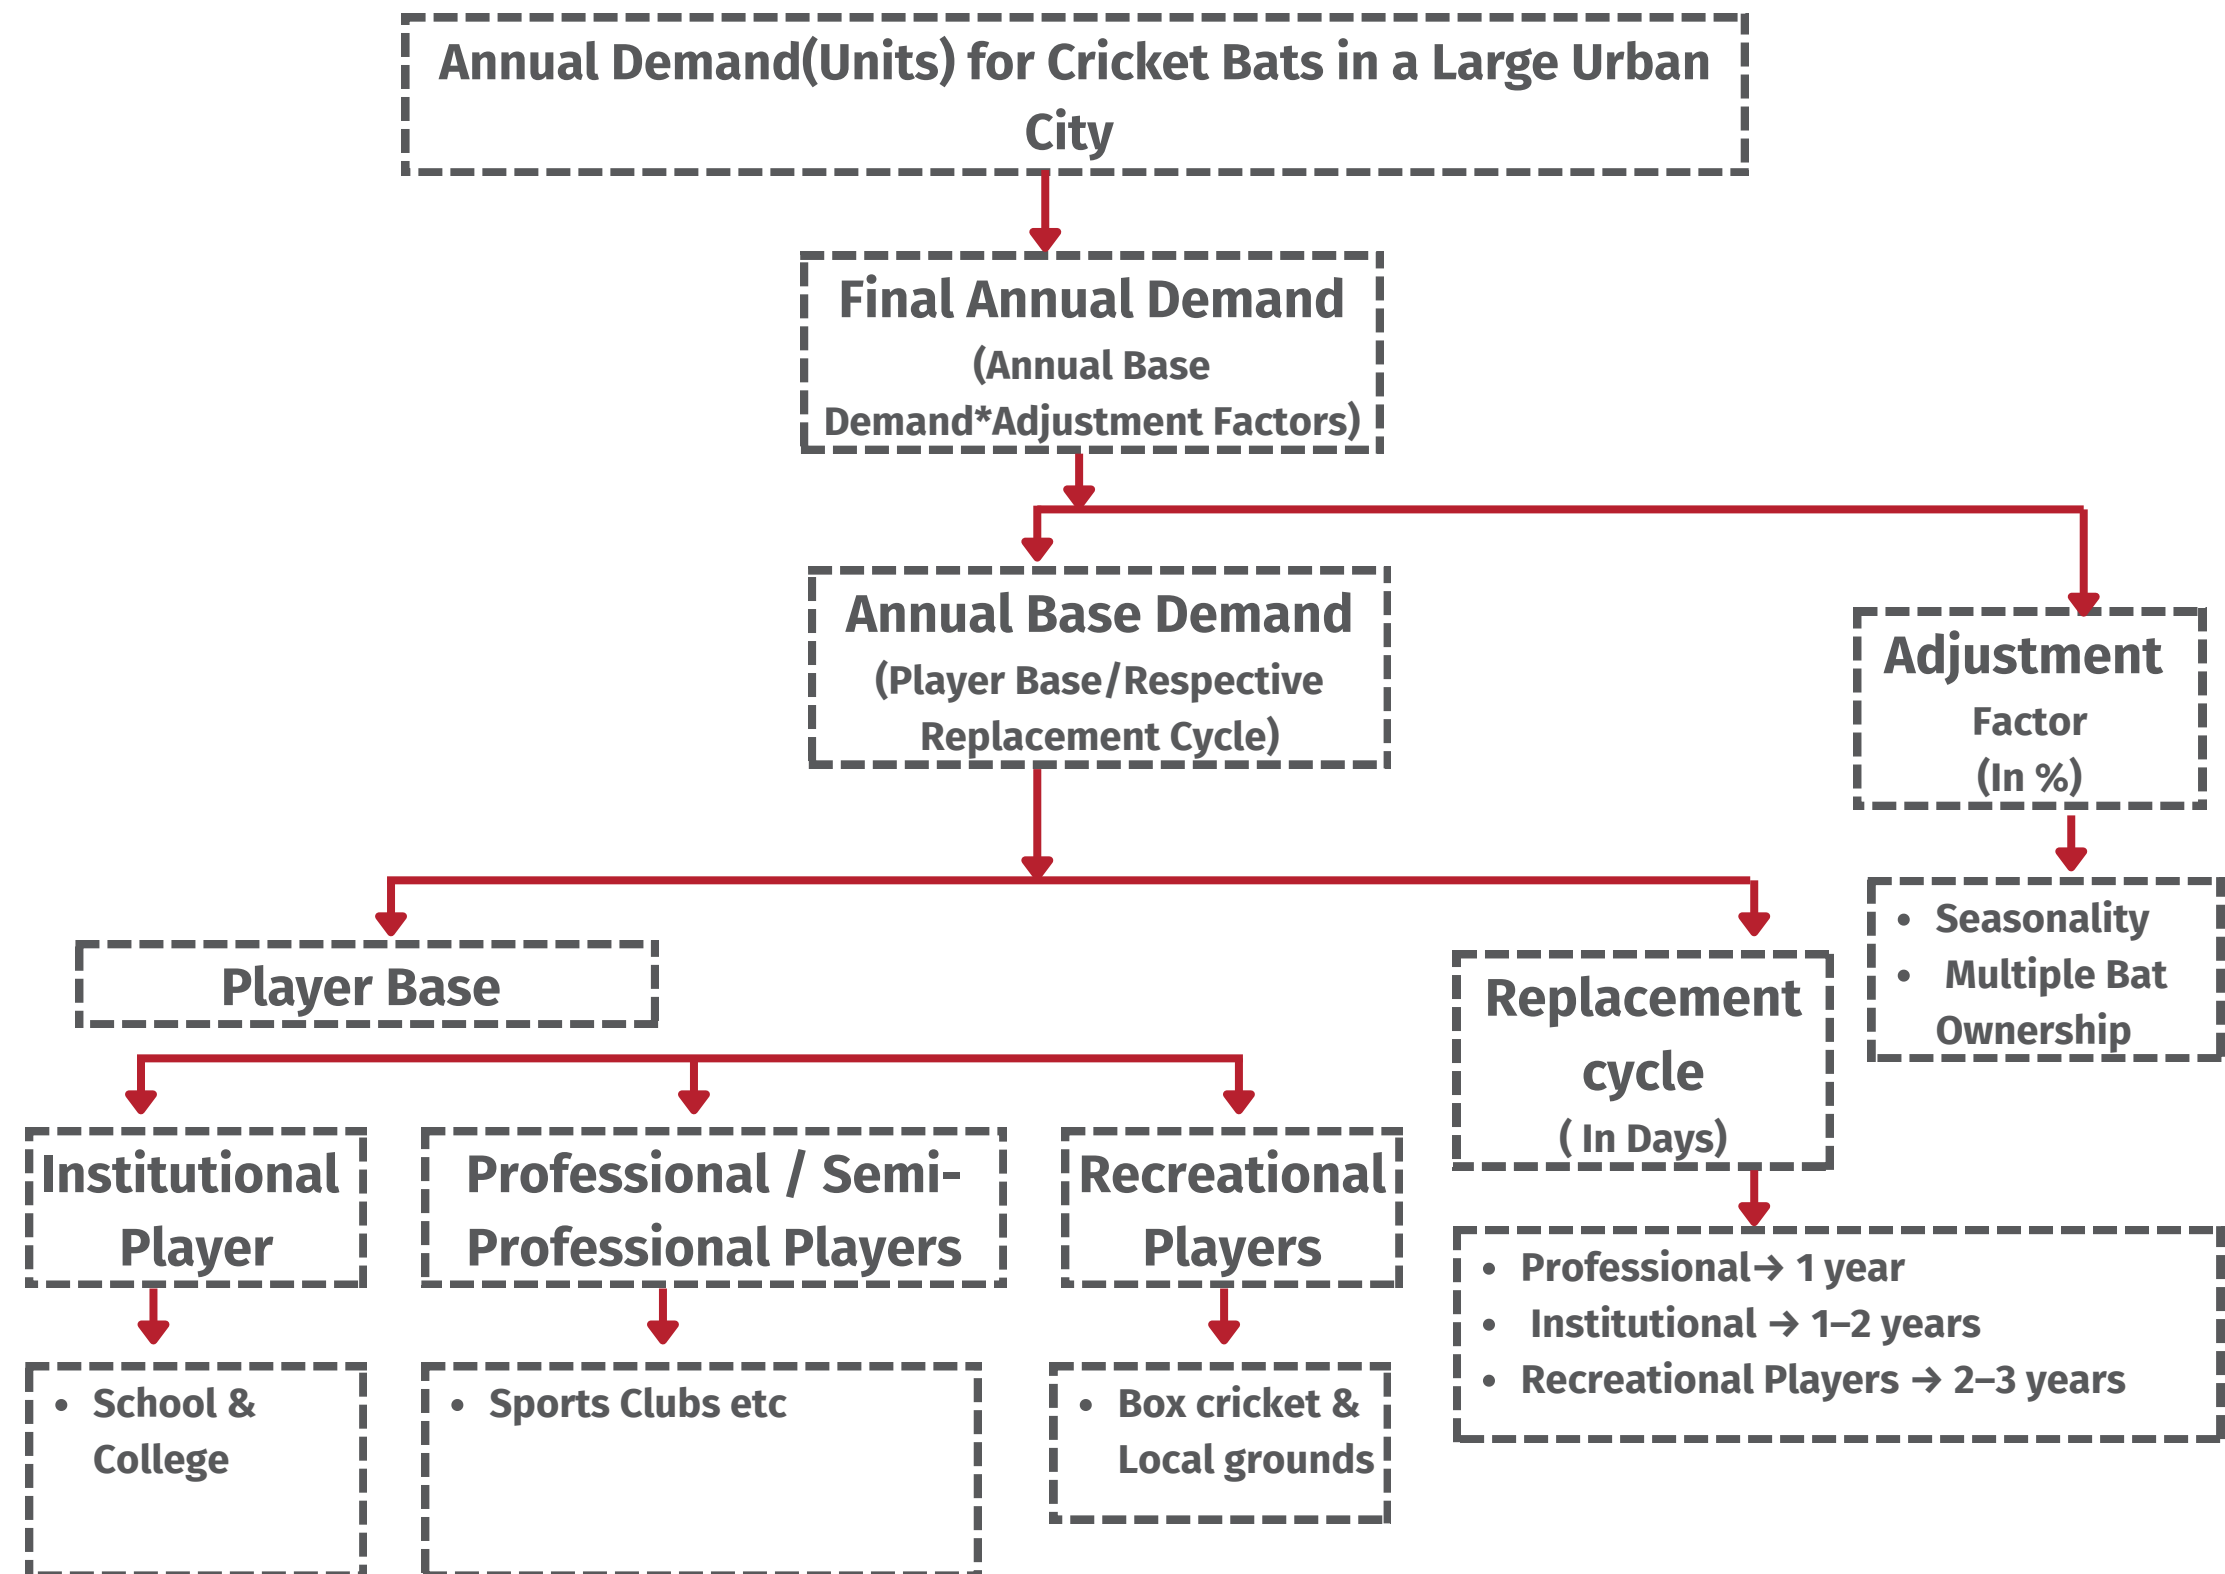 Annual Demand(Units) for Cricket Bats in a Large Urban
City
Final Annual Demand
(Annual Base
Demand*Adjustment Factors)
Annual Base Demand
(Player Base/Respective
Replacement Cycle)
Adjustment
Factor
(In %)
• Seasonality
• Multiple Bat
Ownership
Player Base
Replacement
cycle
( In Days)
Institutional
Player
Professional / Semi-
Professional Players
Recreational
Players
• Professional→ 1 year
• Institutional → 1–2 years
• Recreational Players → 2–3 years
• School &
College
• Sports Clubs etc
• Box cricket &
Local grounds